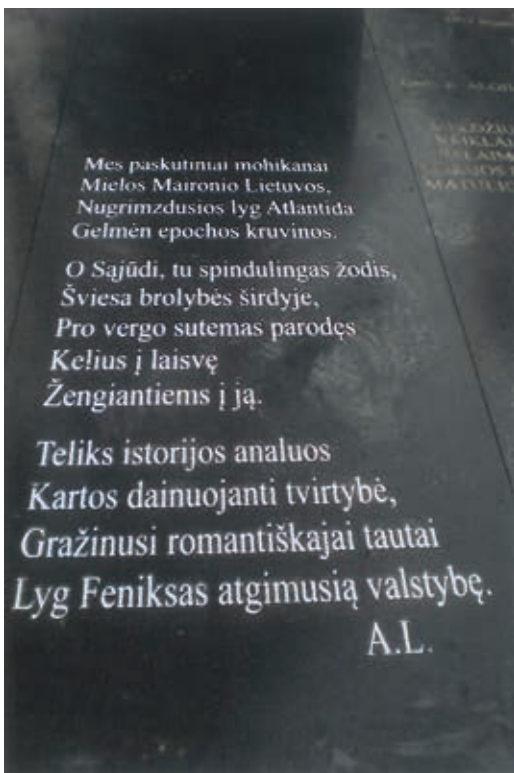 Mes paskutiniai mohikanai
Mielos Maironio Lietuvos,
Nugrimzdusios lyg Atlantida
Gelmėn epochos kruvinos.
O Sąjūdi, tu spindulingas žodis,
Šviesa brolybės širdyje,
Pro vergo sutemas parodęs
Kelius į laisvę
Žengiantiems į ją.
Teliks istorijos analuos
Kartos dainuojanti tvirtybė,
Gražinusi romantiškajai tautai
Lyg Feniksas atgimusią valstybę.
A.L.